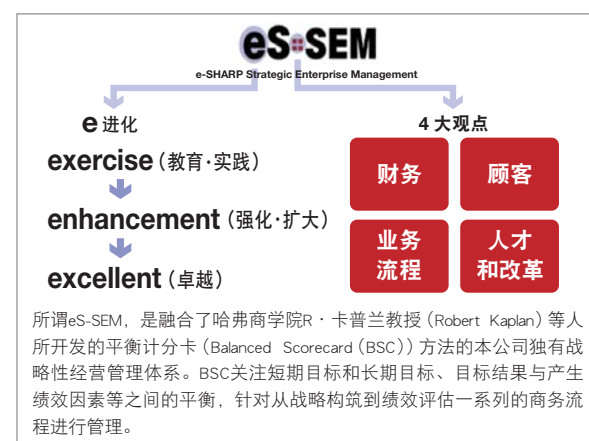 eS-SEM
e-SHARP Strategic Enterprise Management
e进化
exercise（教育·实践）
enhancement（强化·扩大）
excellent（卓越）
4 大观点
财务
顾客
业务
流程
人才
和改革
所谓eS-SEM，是融合了哈弗商学院R·卡普兰教授（Robert Kaplan）等人
所开发的平衡计分卡（Balanced Scorecard（BSC））方法的本公司独有战
略性经营管理体系。BSC关注短期目标和长期目标、目标结果与产生
绩效因素等之间的平衡，针对从战略构筑到绩效评估一系列的商务流
程进行管理。